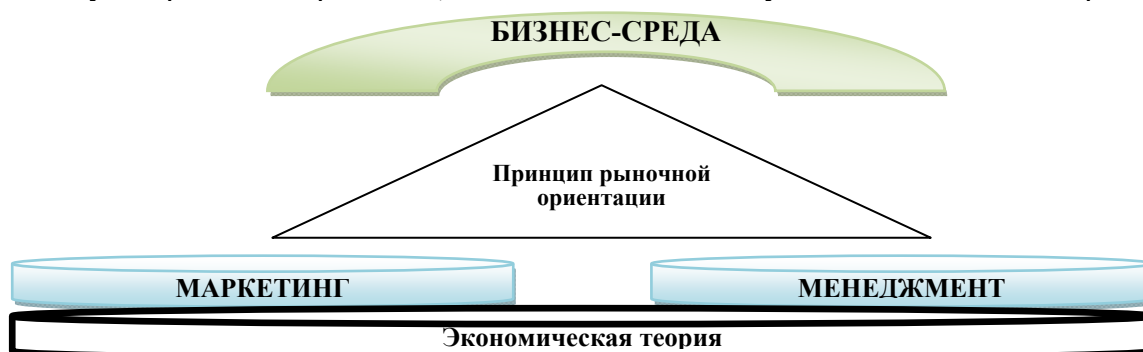 БИЗНЕС-СРЕДА
Принцип рыночной
ориентации
МАРКЕТИНГ
МЕНЕДЖМЕНТ
Экономическая теория